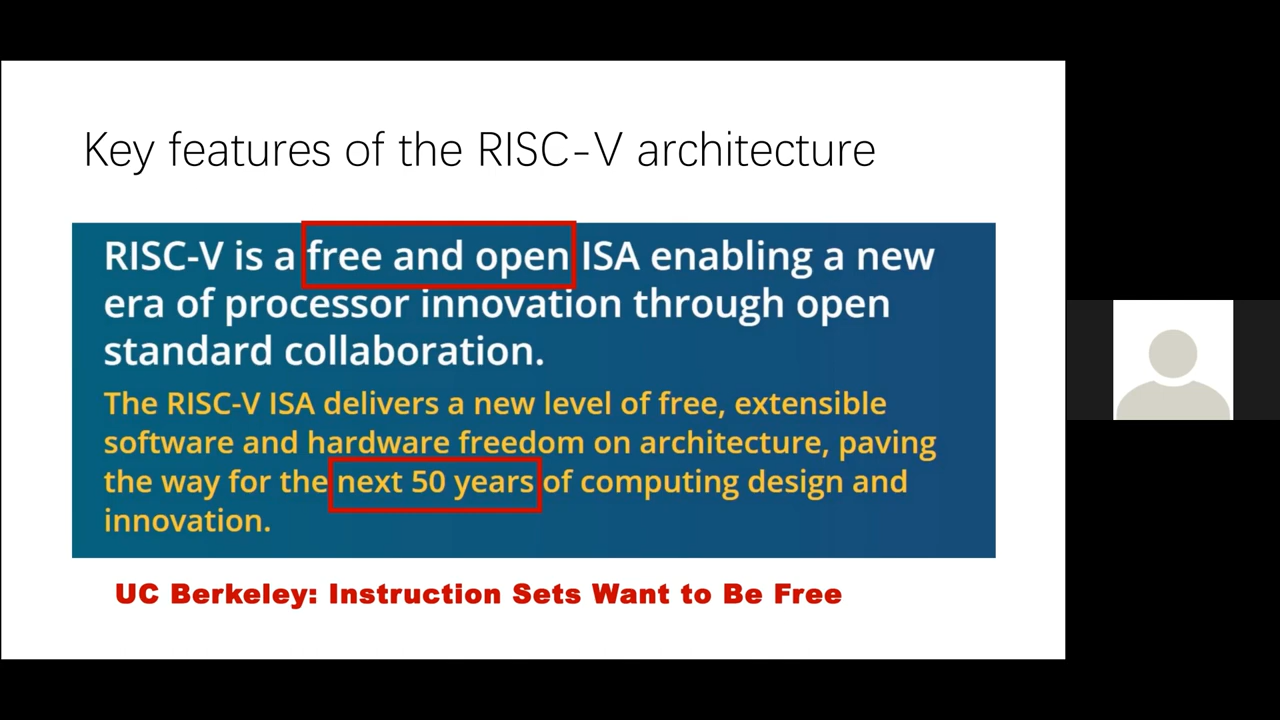 Key features of the RISC-V architecture
RISC-V is a free and open ISA enabling a new
era of processor innovation through open
standard collaboration.
The RISC-V ISA delivers a new level of free, extensible
software and hardware freedom on architecture, paving
the way for the next 50 years of computing design and
innovation.
UC Berkeley: Instruction Sets Want to Be Free